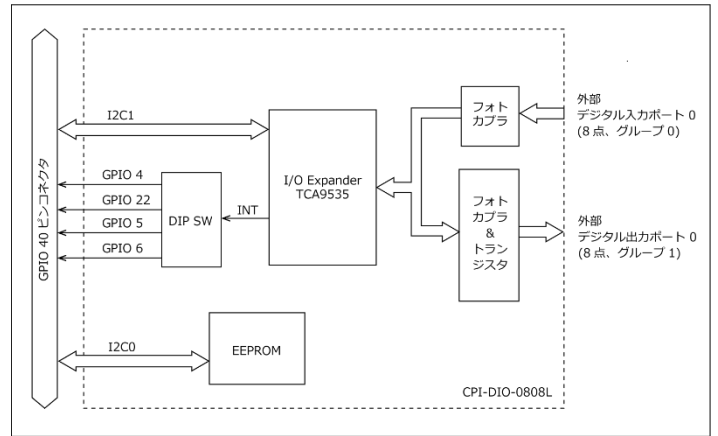 I2C1
GPIO 4
GPIO 22
GPIO 5
GPIO 6
DIP SW
INT
I/O Expander
TCA9535
フォト
カプラ
外部
デジタル入力ポート 0
(8 点、グループ 0)
フォト
カプラ
&
トラン
ジスタ
外部
デジタル出力ポート 0
(8 点、グループ 1)
GPIO 40 ピンコネクタ
I2C0
EEPROM
CPI-DIO-0808L